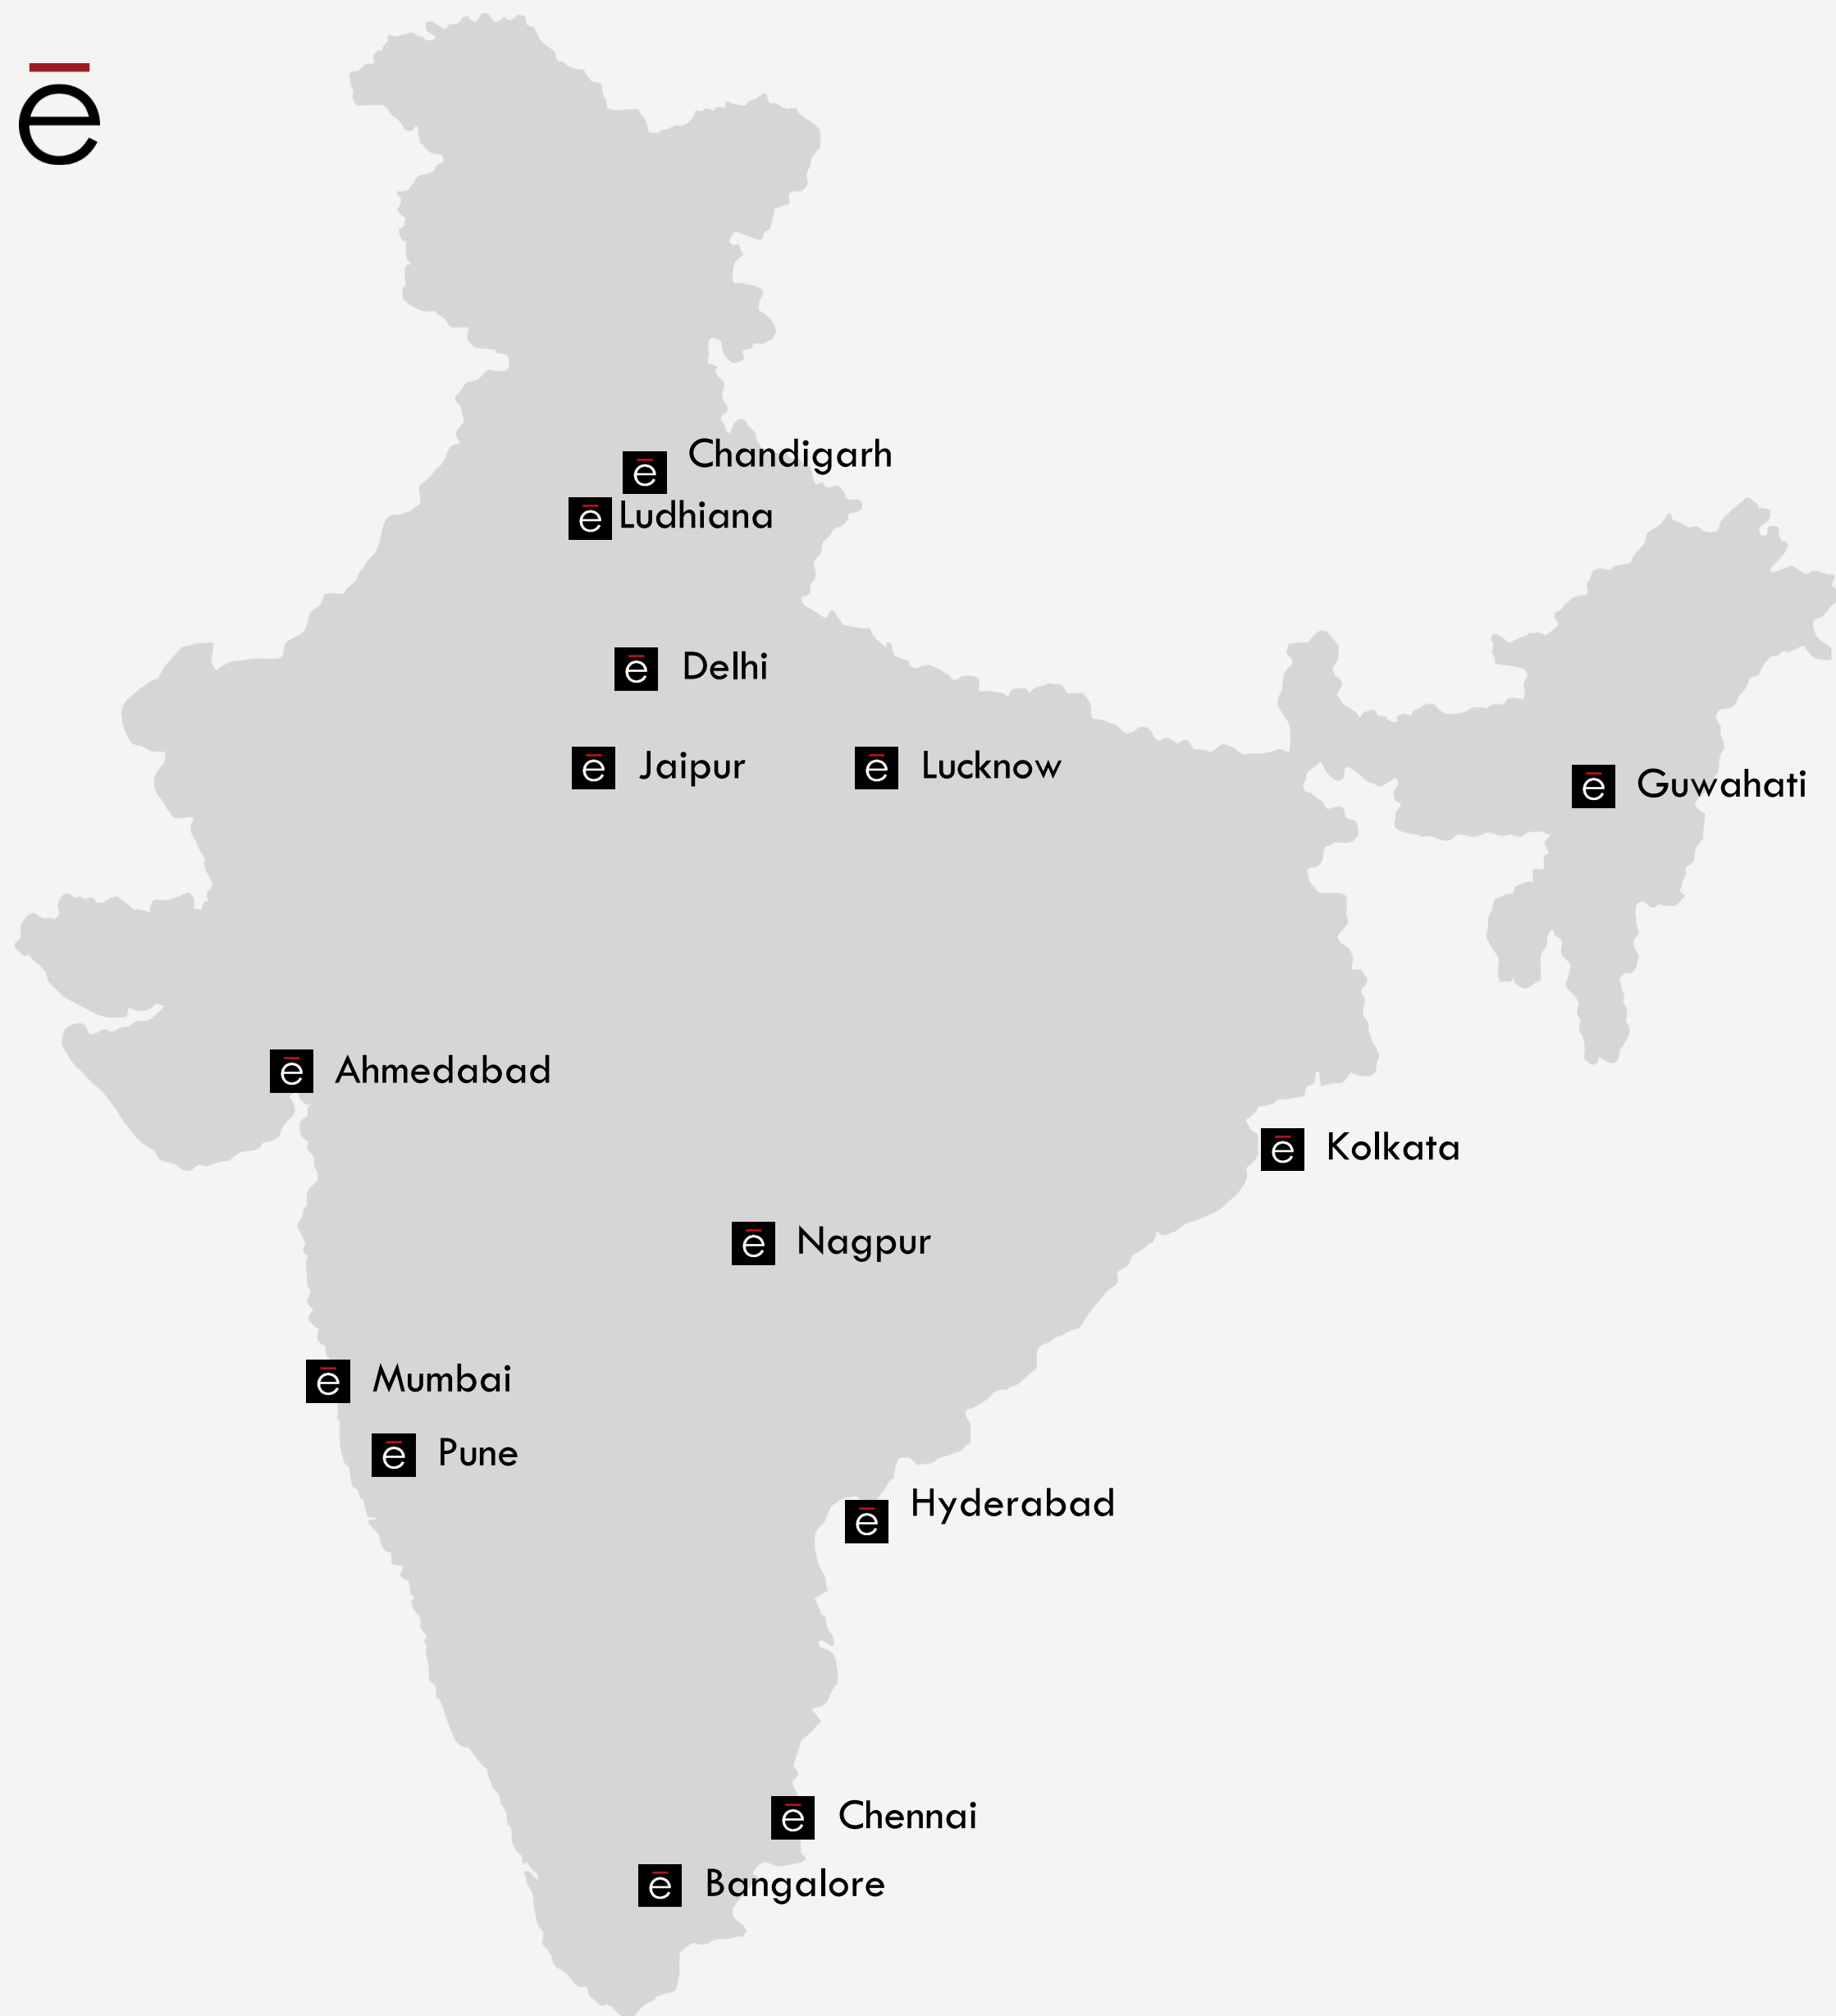 ē
ē Chandigarh
ē Ludhiana
ē Delhi
ē Jaipur
ē Lucknow
ē Guwahati
ē Ahmedabad
ē Kolkata
ē Nagpur
ē Mumbai
ē Pune
ē Hyderabad
ē Chennai
ē Bangalore